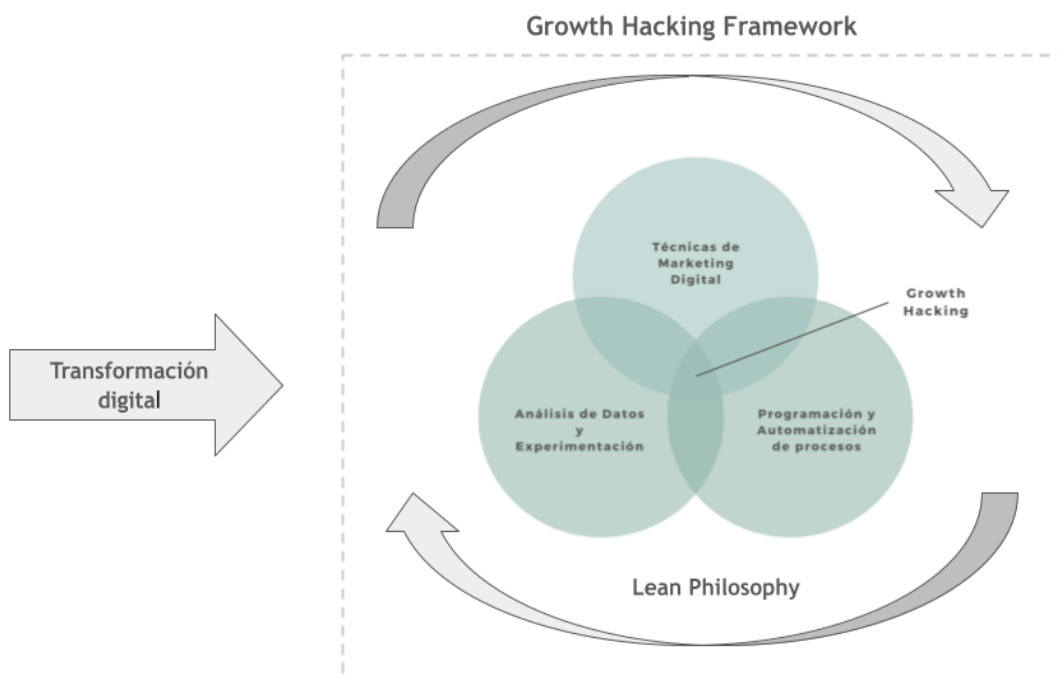 Growth Hacking Framework
Técnicas de
Marketing
Digital
Growth
Hacking
Transformación
digital
Análisis de Datos
y
Experimentación
Programación y
Automatización
de procesos
Lean Philosophy